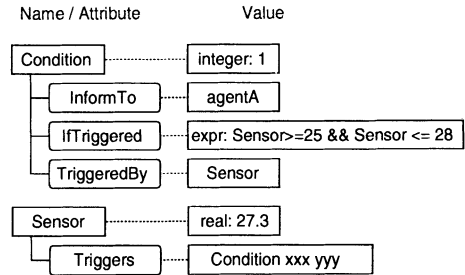 Name / Attribute Value
Condition integer: 1
InformTo agentA
IfTriggered expr: Sensor>=25 && Sensor <= 28
TriggeredBy Sensor
Sensor real: 27.3
Triggers Condition xxx yyy